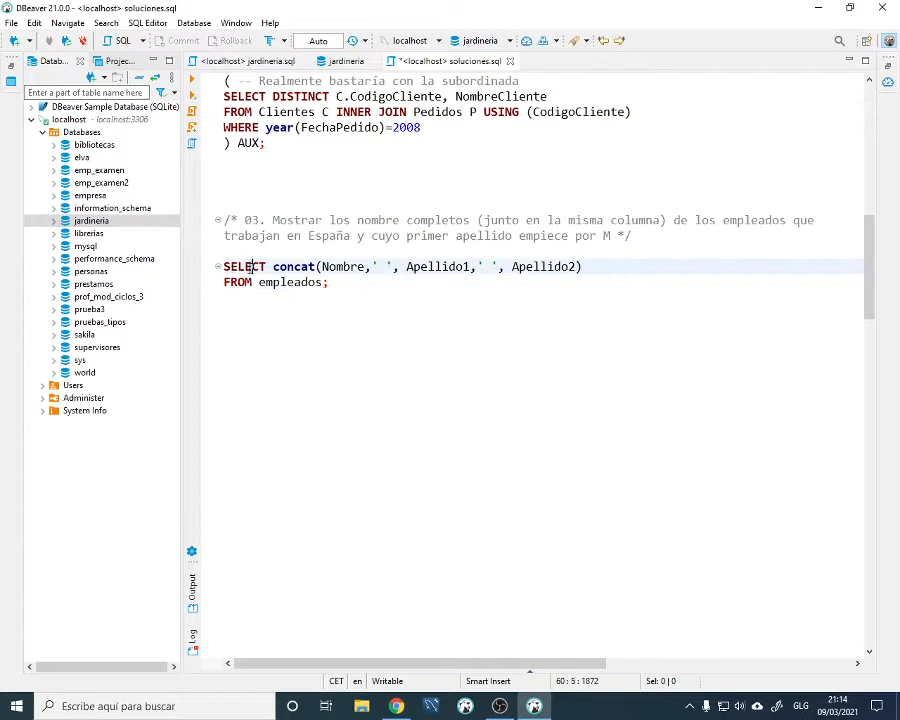 DBeaver 21.0.0 - <localhost> soluciones.sql
File Edit Navigate Search SQL Editor Database Window Help
SQL Commit Rollback T Auto localhost jardineria
Datab... Projec... <localhost> jardineria.sql jardineria *<localhost> soluciones.sql
Enter a part of table name here
DBeaver Sample Database (SQLite)
localhost - localhost:3306
Databases
bibliotecas
elva
emp_examen
emp_examen2
empresa
information_schema
jardineria
librerias
mysql
performance_schema
personas
prestamos
prof_mod_ciclos_3
prueba3
pruebas_tipos
sakila
supervisores
sys
world
Users
Administer
System Info
( -- Realmente bastaría con la subordinada
SELECT DISTINCT C.CodigoCliente, NombreCliente
FROM Clientes C INNER JOIN Pedidos P USING (CodigoCliente)
WHERE year(FechaPedido)=2008
) AUX;
/* 03. Mostrar los nombre completos (junto en la misma columna) de los empleados que
trabajan en España y cuyo primer apellido empiece por M */
SELECT concat(Nombre,' ', Apellido1,' ', Apellido2)
FROM empleados;
Output
Log
CET en Writable Smart Insert 60 : 5 : 1872 Sel: 0 | 0
Escribe aquí para buscar
GLG
21:14
09/03/2021